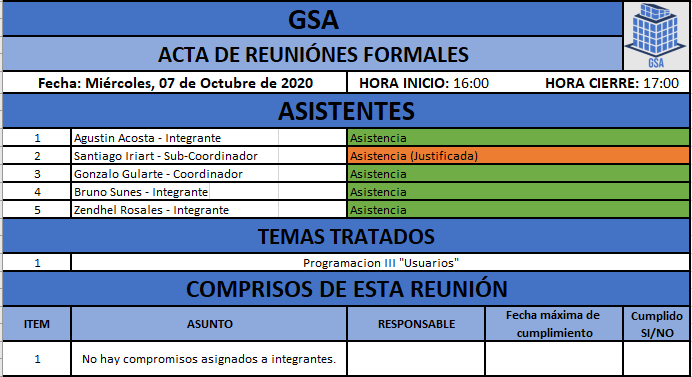 GSA
ACTA DE REUNIÓNES FORMALES
GSA
Fecha: Miércoles, 07 de Octubre de 2020 HORA INICIO: 16:00 HORA CIERRE: 17:00
ASISTENTES
1 Agustin Acosta - Integrante Asistencia
2 Santiago Iriart - Sub-Coordinador Asistencia (Justificada)
3 Gonzalo Gularte - Coordinador Asistencia
4 Bruno Sunes - Integrante Asistencia
5 Zendhel Rosales - Integrante Asistencia
TEMAS TRATADOS
1 Programacion III "Usuarios"
COMPRISOS DE ESTA REUNIÓN
ITEM ASUNTO RESPONSABLE Fecha máxima de cumplimiento Cumplido SI/NO
1 No hay compromisos asignados a integrantes.